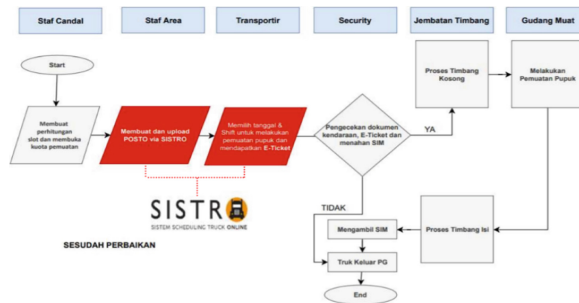 Staf Candal
Staf Area
Transportir
Security
Jembatan Timbang
Gudang Muat
Start
Membuat
perhitungan
slot dan membuka
kuota pemuatan
Membuat dan upload
POSTO via SISTRO
Memilih tanggal &
Shift untuk melakukan
pemuatan pupuk dan
mendapatkan E-Ticket
Pengecekan dokumen
kendaraan, E-Ticket dan
menahan SIM
YA
TIDAK
Proses Timbang
Kosong
Melakukan
Pemuatan Pupuk
Proses Timbang Isi
Mengambil SIM
Truk Keluar PG
End
SISTRO
SISTEM SCHEDULING TRUCK ONLINE
SESUDAH PERBAIKAN